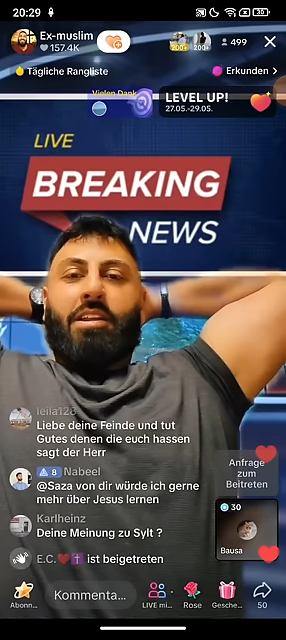 20:29
30
Ex-muslim
157.4K
200+
200+
499
Tägliche Rangliste
Erkunden >
Vielen Dank
LEVEL UP!
27.05.-29.05.
LIVE
BREAKING
NEWS
leila128
Liebe deine Feinde und tut
Gutes denen die euch hassen
sagt der Herr
8 Nabeel
@Saza von dir würde ich gerne
mehr über Jesus lernen
Karlheinz
Deine Meinung zu Sylt ?
E.C.❤️✝️ ist beigetreten
Anfrage
zum
Beitreten
30
Bausa
Abonn...
Kommenta...
LIVE mi...
Rose
Gesche...
50